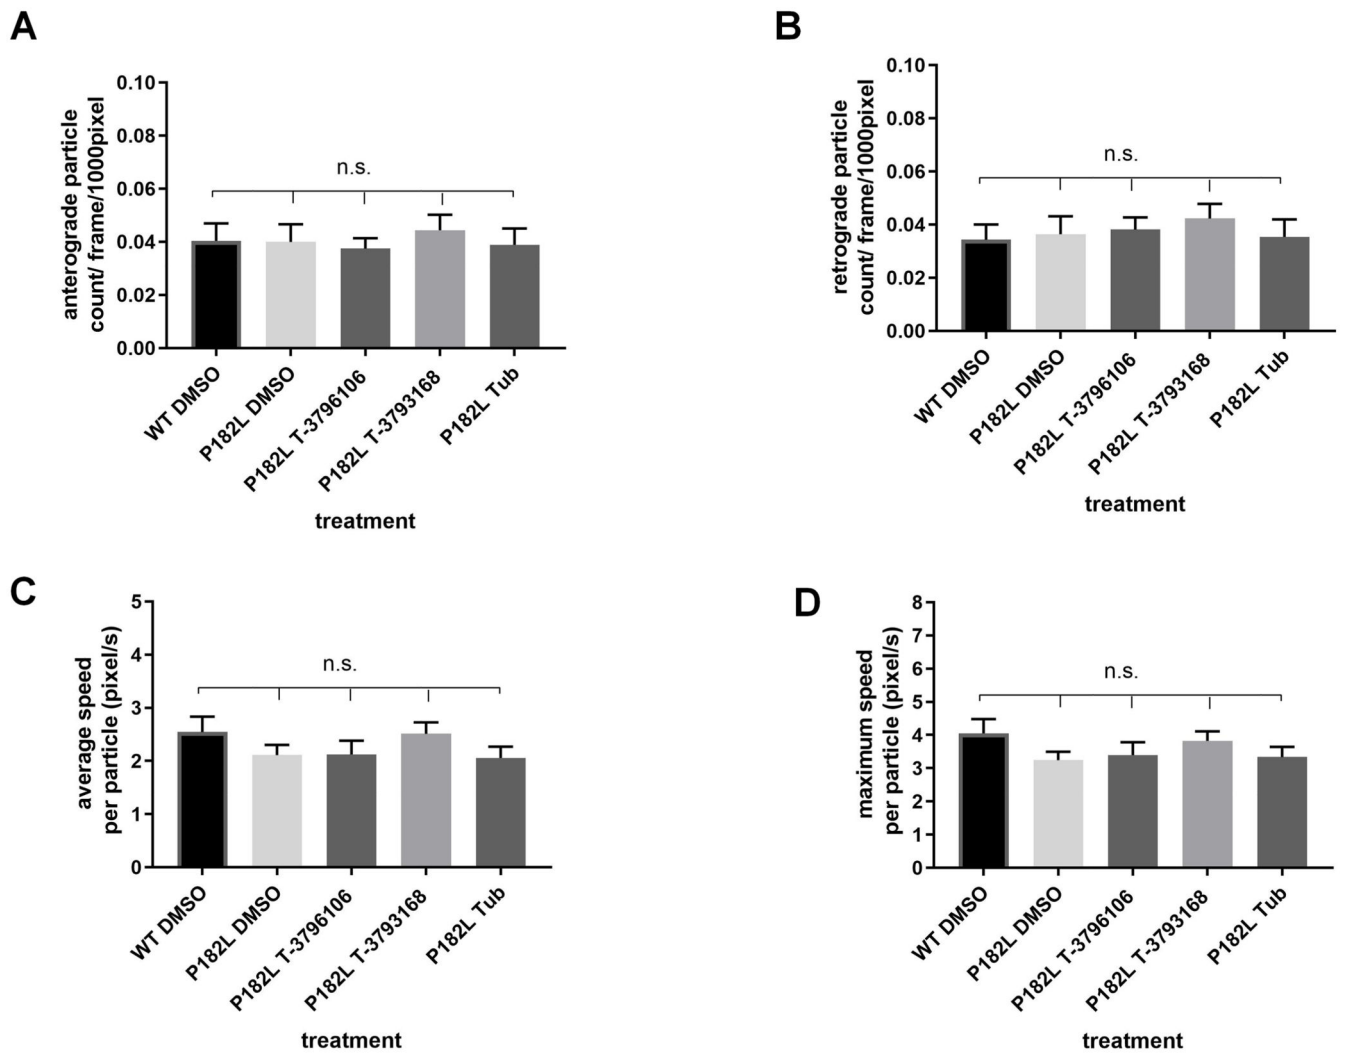 A
anterograde particle
count/ frame/1000pixel
0.10
0.08
0.06
0.04
0.02
0.00
n.s.
WT DMSO
P182L DMSO
P182L T-3796106
P182L T-3793168
P182L Tub
treatment
B
retrograde particle
count/ frame/1000pixel
0.10
0.08
0.06
0.04
0.02
0.00
n.s.
WT DMSO
P182L DMSO
P182L T-3796106
P182L T-3793168
P182L Tub
treatment
C
average speed
per particle (pixel/s)
5
4
3
2
1
0
n.s.
WT DMSO
P182L DMSO
P182L T-3796106
P182L T-3793168
P182L Tub
treatment
D
maximum speed
per particle (pixel/s)
8
7
6
5
4
3
2
1
0
n.s.
WT DMSO
P182L DMSO
P182L T-3796106
P182L T-3793168
P182L Tub
treatment